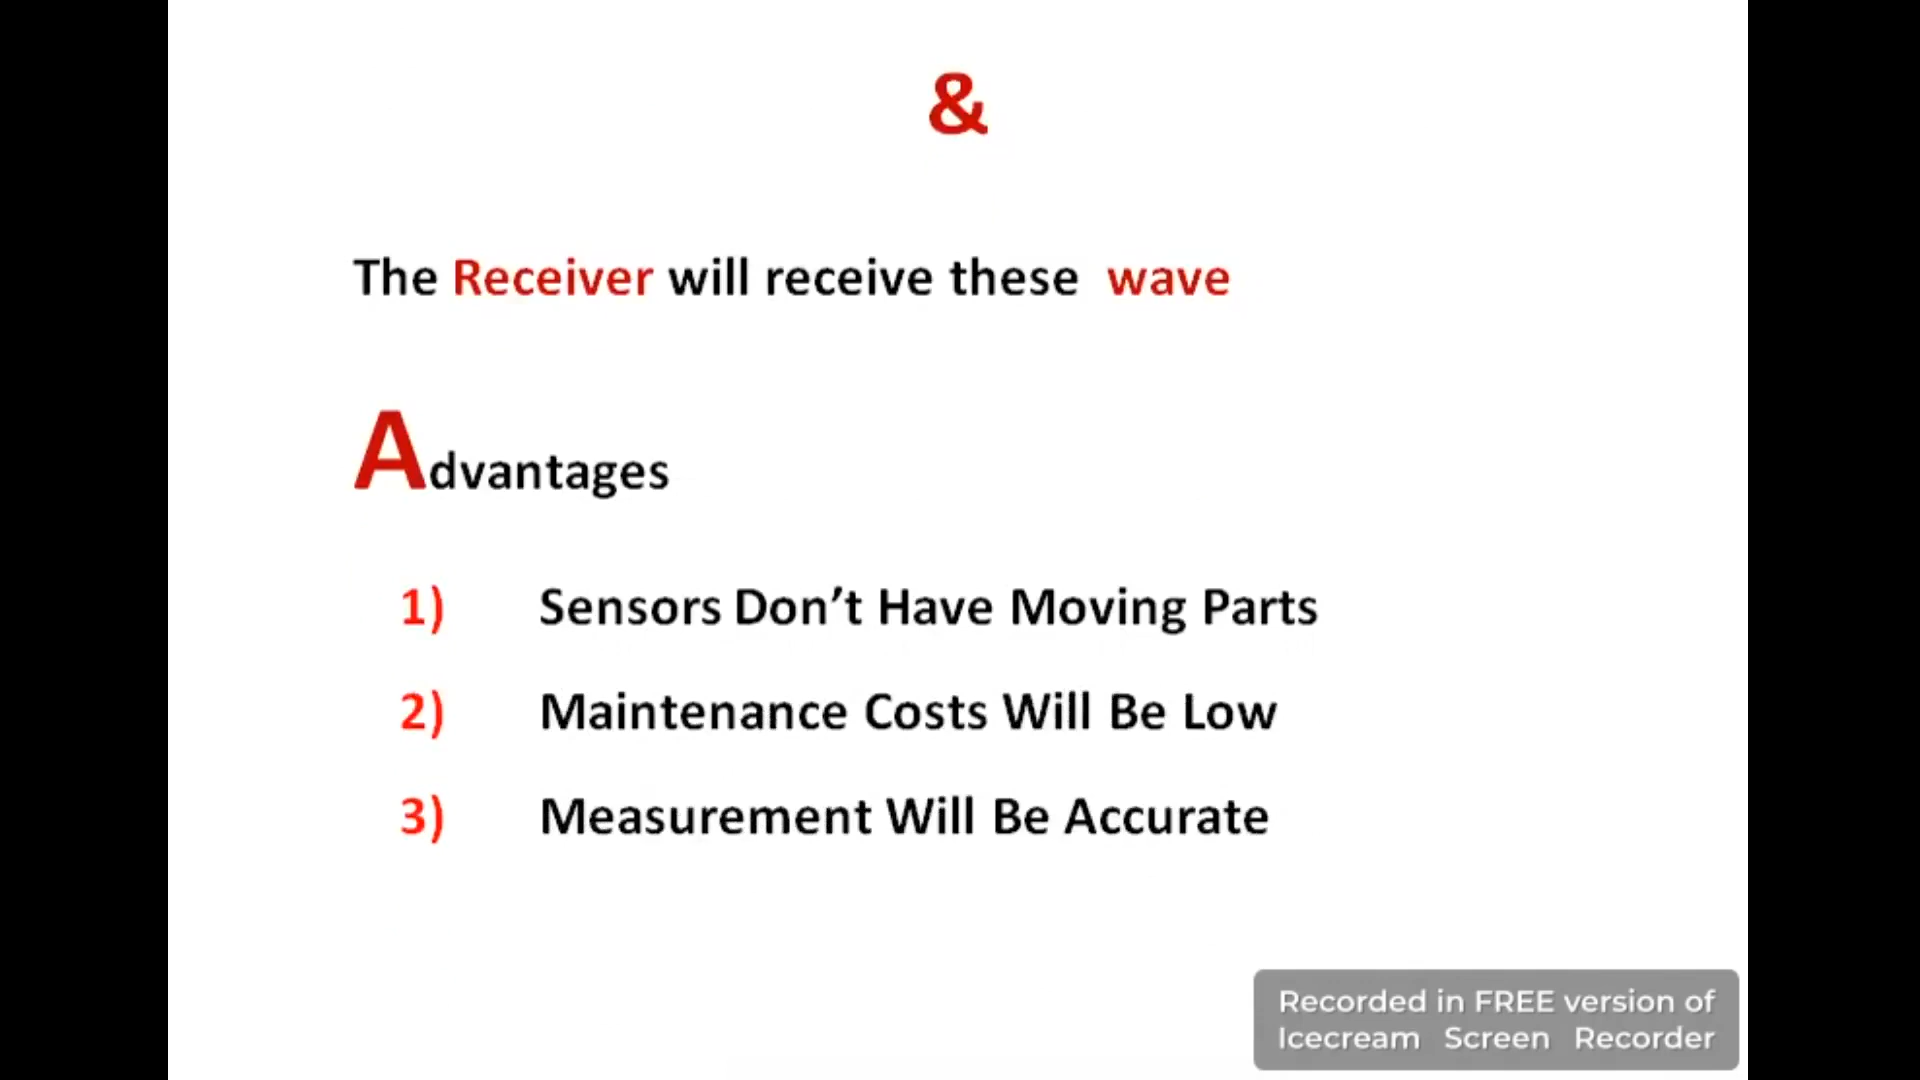 &
The Receiver will receive these wave
Advantages
1) Sensors Don’t Have Moving Parts
2) Maintenance Costs Will Be Low
3) Measurement Will Be Accurate
Recorded in FREE version of
Icecream Screen Recorder